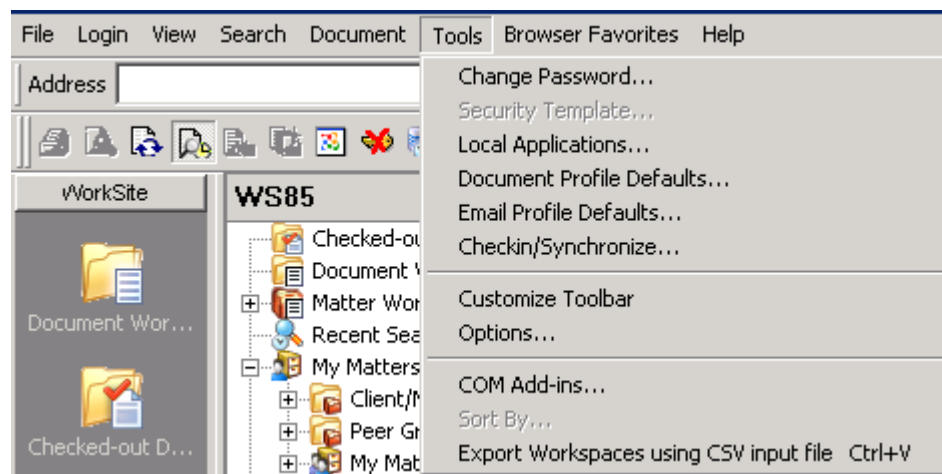 File Login View Search Document Tools Browser Favorites Help
Address
Change Password...
Security Template...
Local Applications...
Document Profile Defaults...
Email Profile Defaults...
Checkin/Synchronize...
Customize Toolbar
Options...
COM Add-ins...
Sort By...
Export Workspaces using CSV input file Ctrl+V
WorkSite
Document Wor...
Checked-out D...
WS85
Checked-ou
Document
Matter Wor
Recent Sea
My Matters
Client/
Peer Gr
My Mat